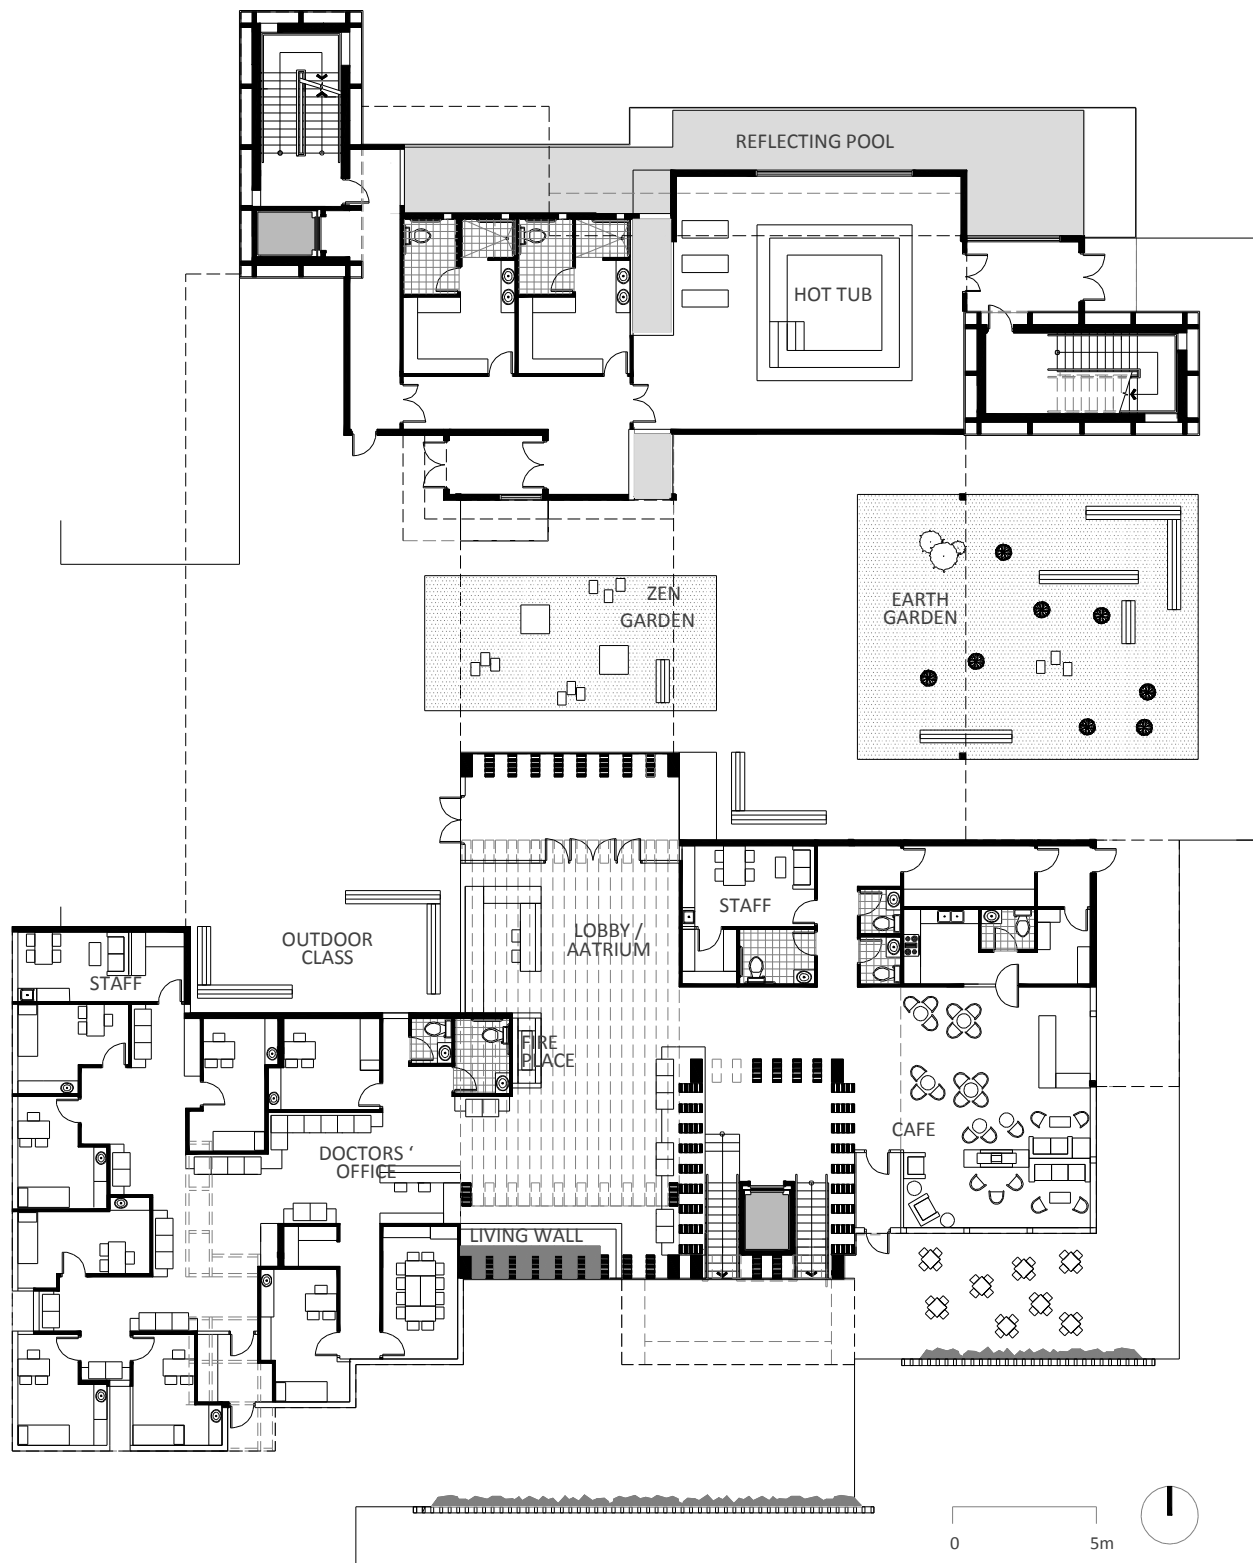 REFLECTING POOL
HOT TUB
ZEN
GARDEN
EARTH
GARDEN
STAFF
LOBBY /
AATRIUM
OUTDOOR
CLASS
STAFF
FIRE
PLACE
CAFE
DOCTORS ‘
OFFICE
LIVING WALL
0 5m